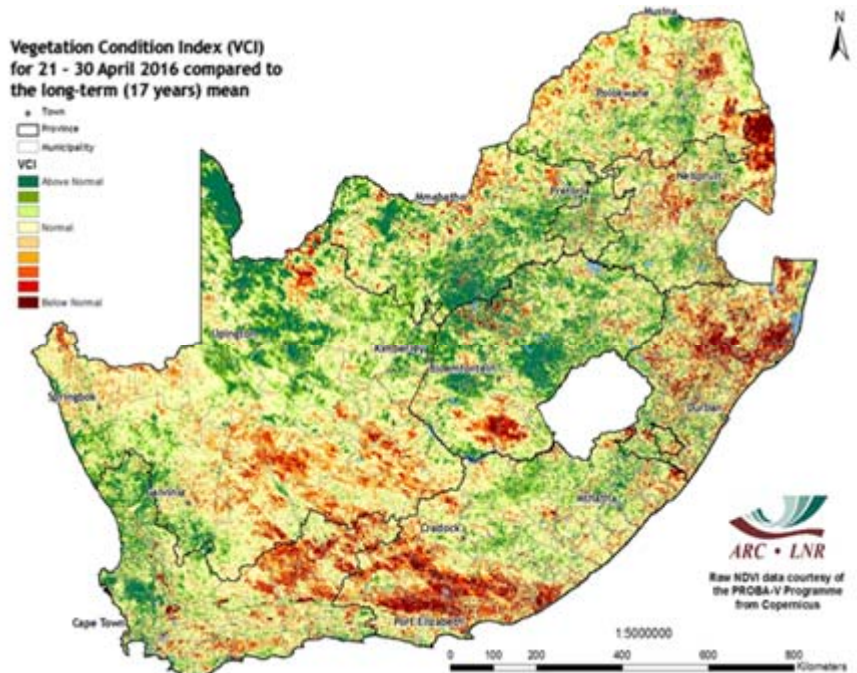 Musina
N
Vegetation Condition Index (VCI)
for 21 - 30 April 2016 compared to
the long-term (17 years) mean
Town
Province
Municipality
VCI
Above Normal
Normal
Below Normal
Polokwane
Nelspruit
Pretoria
Mmabatho
Upington
Kimberley
Bloemfontein
Springbok
Durban
Calvinia
Mthatha
Cradock
Cape Town
Port Elizabeth
ARC • LNR
Raw NDVI data courtesy of
the PROBA-V Programme
from Copernicus
1:5000000
0 100 200 400 600 800
Kilometers